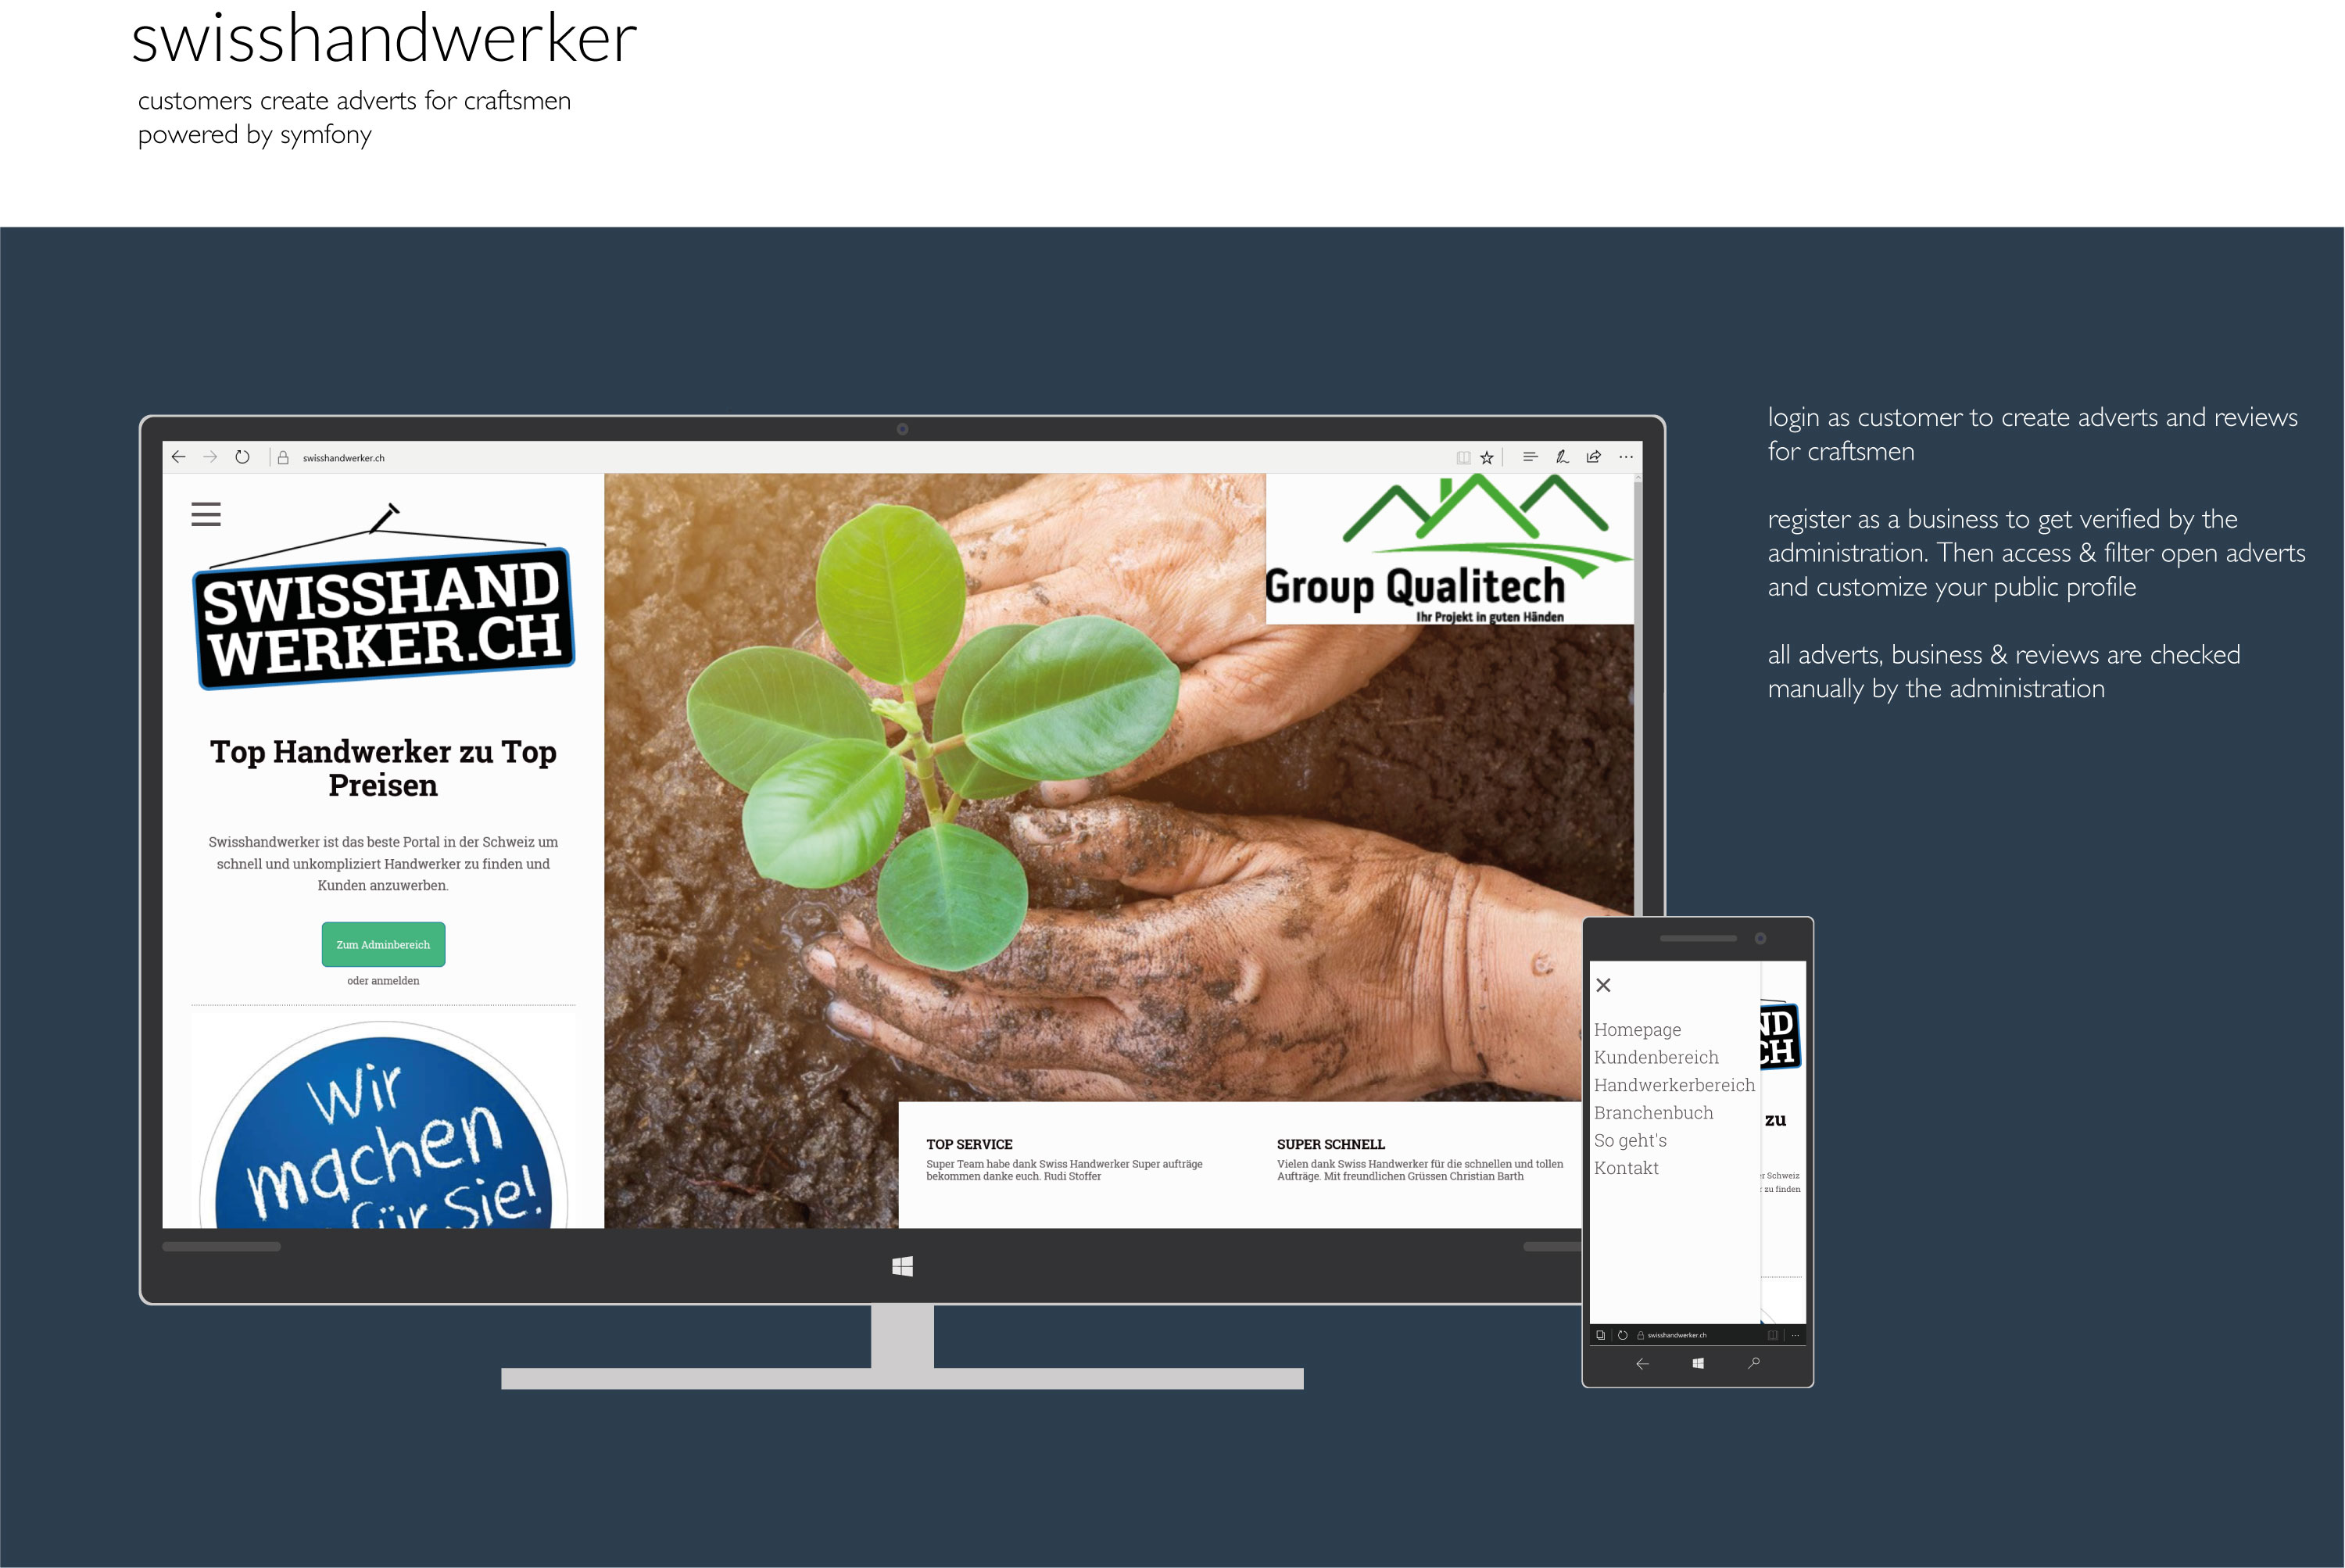 swisshandwerker
customers create adverts for craftsmen
powered by symfony
login as customer to create adverts and reviews
for craftsmen
register as a business to get verified by the
administration. Then access & filter open adverts
and customize your public profile
all adverts, business & reviews are checked
manually by the administration
swisshandwerker.ch
SWISSHAND
WERKER.CH
Top Handwerker zu Top
Preisen
Swisshandwerker ist das beste Portal in der Schweiz um
schnell und unkompliziert Handwerker zu finden und
Kunden anzuwerben.
Zum Adminbereich
oder anmelden
Wir
machen
für Sie!
Group Qualitech
Ihr Projekt in guten Händen
TOP SERVICE
Super Team habe dank Swiss Handwerker Super aufträge
bekommen danke euch. Rudi Stoffer
SUPER SCHNELL
Vielen dank Swiss Handwerker für die schnellen und tollen
Aufträge. Mit freundlichen Grüssen Christian Barth
Homepage
Kundenbereich
Handwerkerbereich
Branchenbuch
So geht's
Kontakt
ND
CH
zu
Schweiz
zu finden
swisshandwerker.ch